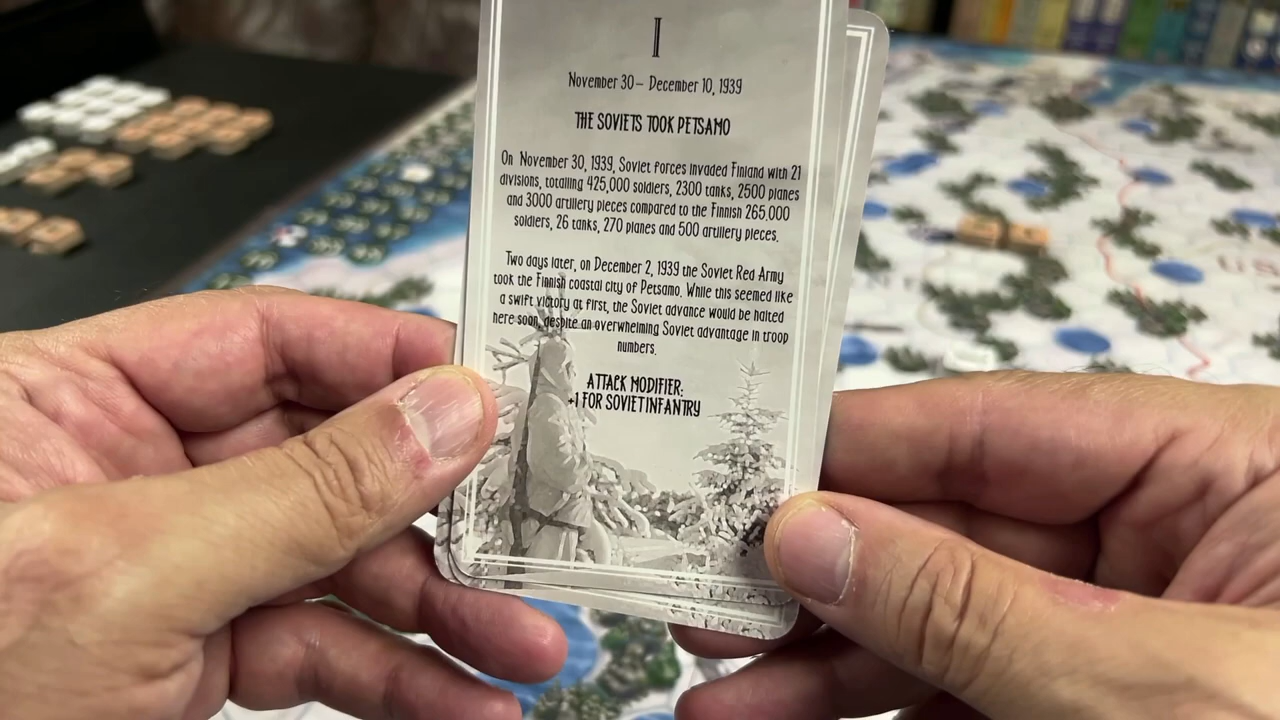 I
November 30 – December 10, 1939
THE SOVIETS TOOK PETSAMO
On November 30, 1939, Soviet forces invaded Finland with 21
divisions, totalling 425,000 soldiers, 2300 tanks, 2500 planes
and 3000 artillery pieces compared to the Finnish 265,000
soldiers, 26 tanks, 270 planes and 500 artillery pieces.
Two days later, on December 2, 1939 the Soviet Red Army
took the Finnish coastal city of Petsamo. While this seemed like
a swift victory at first, the Soviet advance would be halted
here soon, despite an overwhelming Soviet advantage in troop
numbers.
ATTACK MODIFIER:
+1 FOR SOVIET INFANTRY